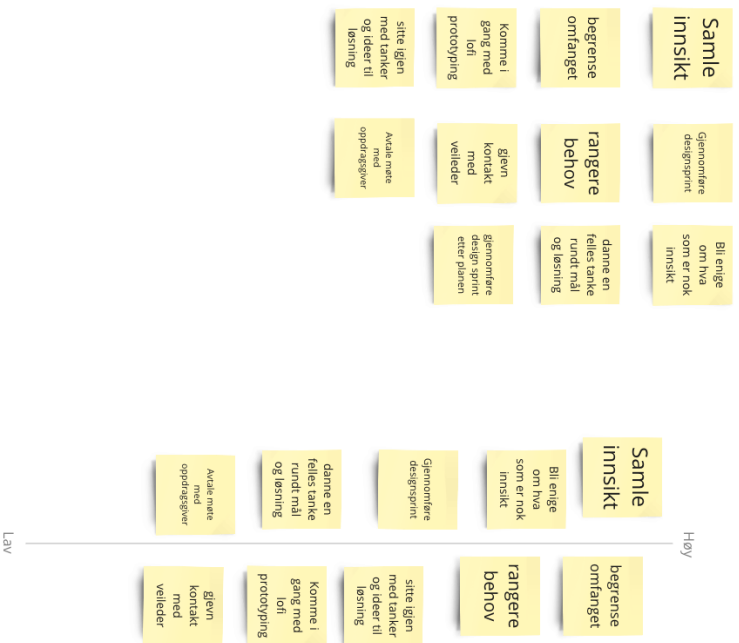 Samle
innsikt
Gjennomføre
designsprint
Bli enige
om hva
som er nok
innsikt
begrense
omfanget
rangere
behov
danne en
felles tanke
rundt mål
og løsning
Komme i
gang med
lofi
prototyping
gjevn
kontakt
med
veileder
gjennomføre
design sprint
etter planen
sitte igjen
med tanker
og ideer til
løsning
Avtale møte
med
oppdragsgiver
Høy
Samle
innsikt
begrense
omfanget
Bli enige
om hva
som er nok
innsikt
rangere
behov
Gjennomføre
designsprint
sitte igjen
med tanker
og ideer til
løsning
danne en
felles tanke
rundt mål
og løsning
Komme i
gang med
lofi
prototyping
Avtale møte
med
oppdragsgiver
gjevn
kontakt
med
veileder
Lav